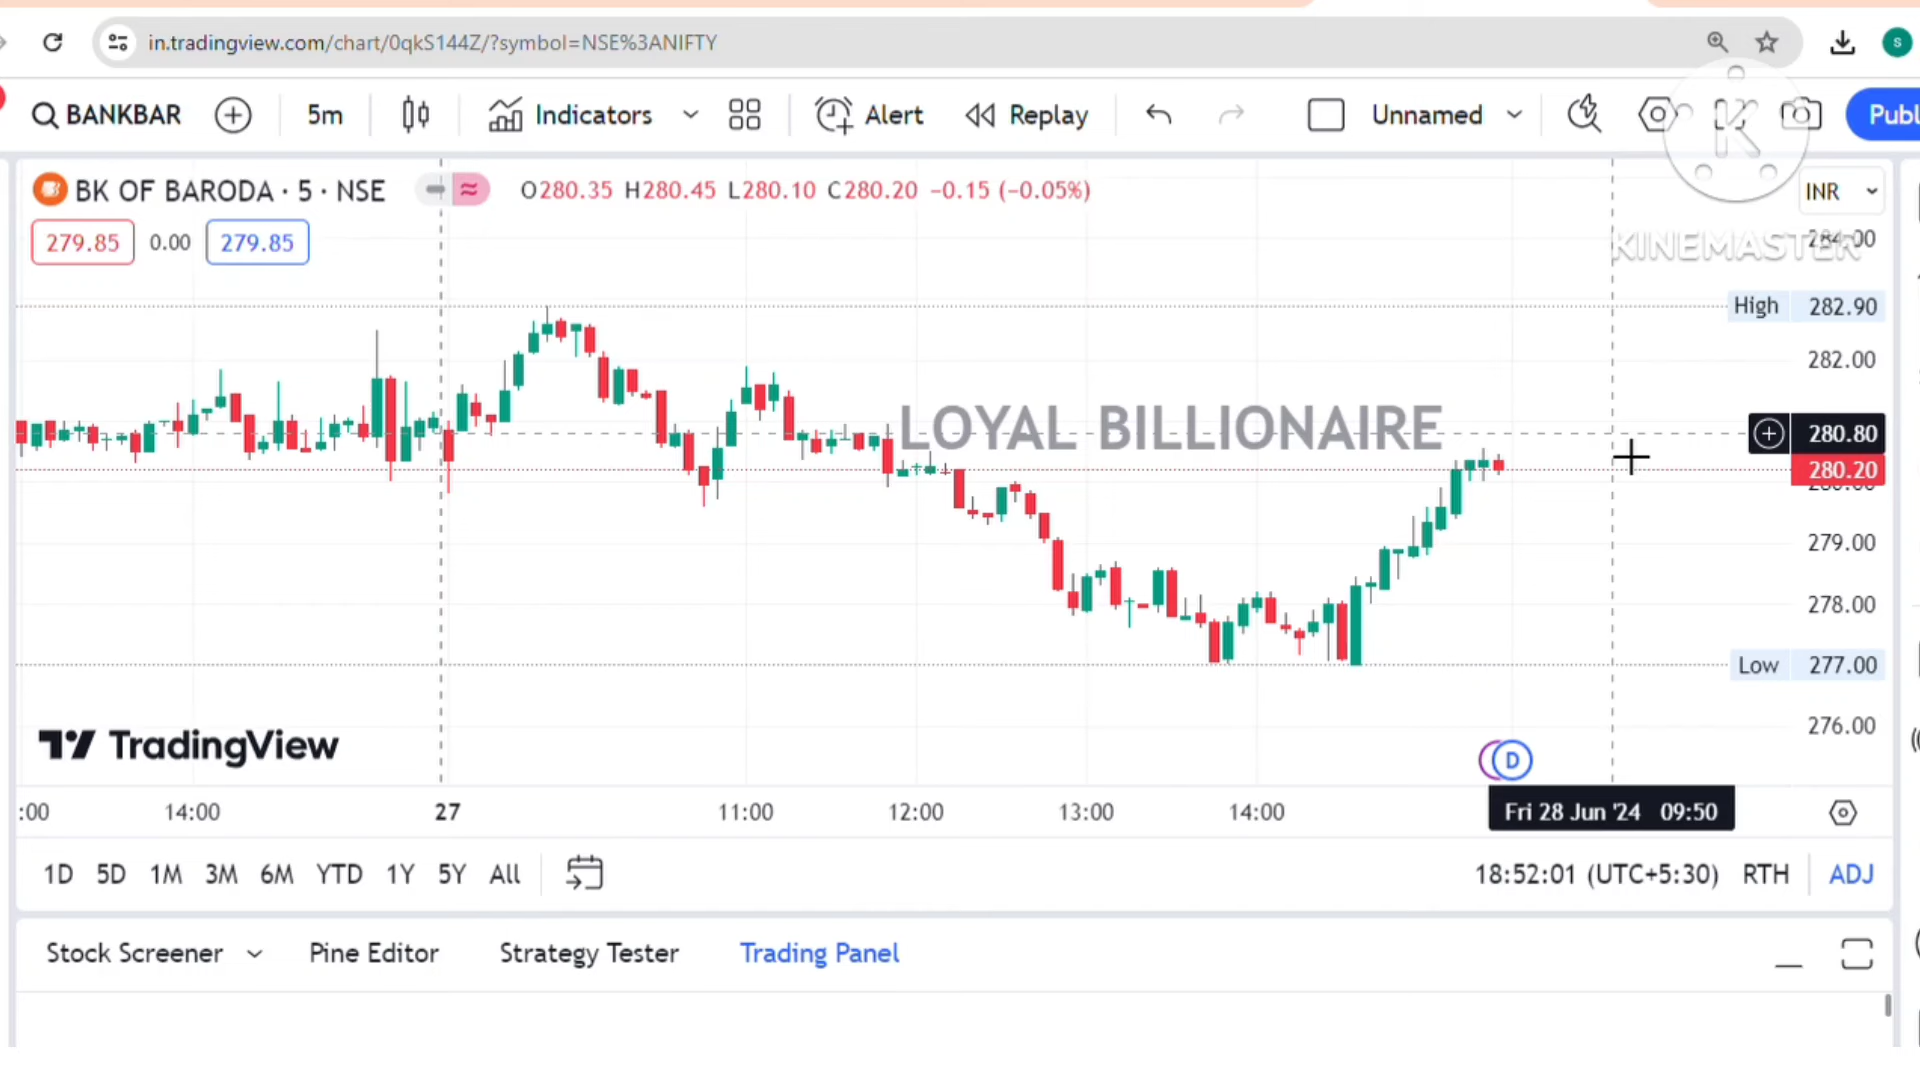 in.tradingview.com/chart/0qkS144Z/?symbol=NSE%3ANIFTY
S
BANKBAR 5m Indicators Alert Replay Unnamed Publ
BK OF BARODA · 5 · NSE O280.35 H280.45 L280.10 C280.20 −0.15 (−0.05%) INR
279.85 0.00 279.85
KINEMASTER
284.00
High 282.90
282.00
LOYAL BILLIONAIRE
280.80
280.20
280.00
279.00
278.00
Low 277.00
276.00
TradingView
D
:00 14:00 27 11:00 12:00 13:00 14:00 Fri 28 Jun '24 09:50
1D 5D 1M 3M 6M YTD 1Y 5Y All 18:52:01 (UTC+5:30) RTH ADJ
Stock Screener Pine Editor Strategy Tester Trading Panel